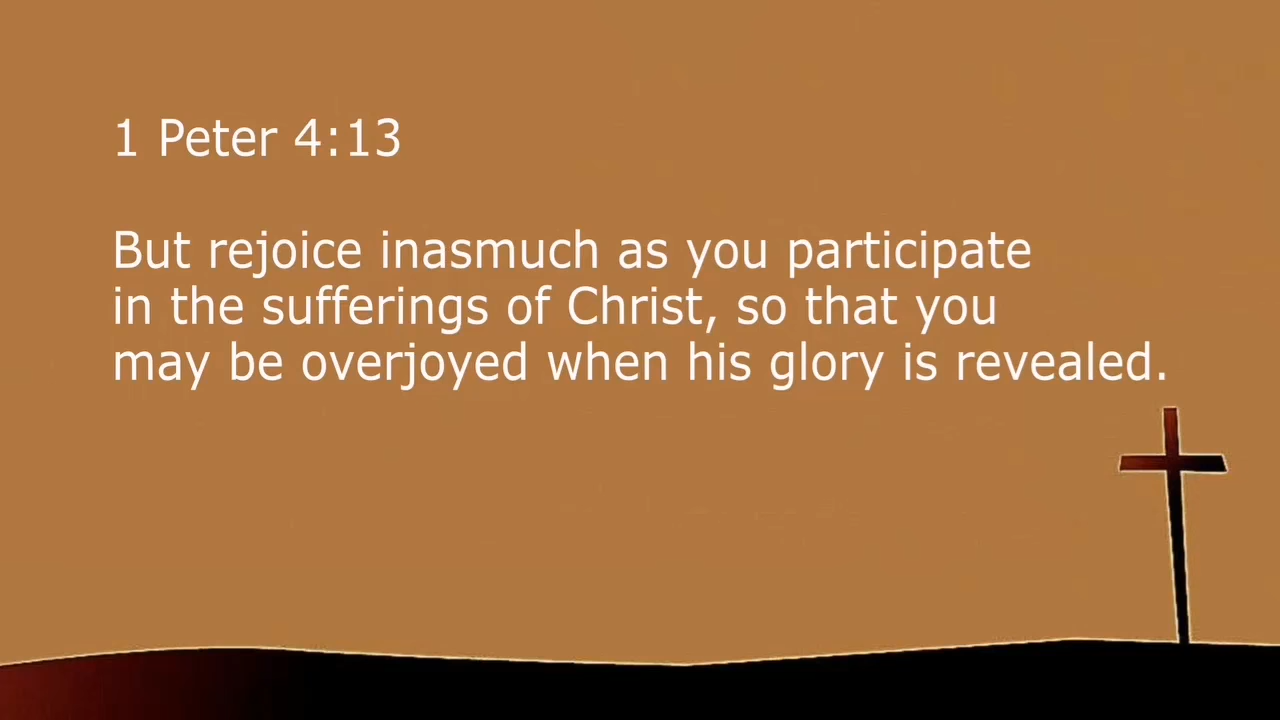 1 Peter 4:13
But rejoice inasmuch as you participate
in the sufferings of Christ, so that you
may be overjoyed when his glory is revealed.